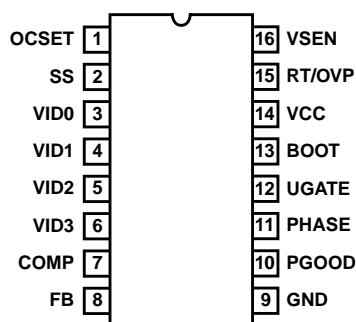 OCSET 1 16 VSEN
SS 2 15 RT/OVP
VID0 3 14 VCC
VID1 4 13 BOOT
VID2 5 12 UGATE
VID3 6 11 PHASE
COMP 7 10 PGOOD
FB 8 9 GND